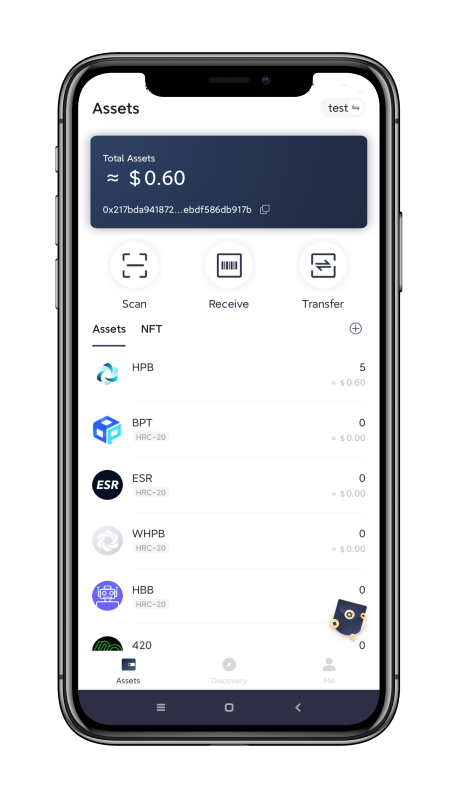 Assets
test
Total Assets
≈ $0.60
0x217bda941872...ebdf586db917b
Scan
Receive
Transfer
Assets NFT
HPB 5
≈ $0.60
BPT 0
HRC-20 ≈ $0.00
ESR
ESR 0
HRC-20 ≈ $0.00
WHPB 0
HRC-20 ≈ $0.00
HBB 0
HRC-20
420 0
Assets
Discovery
Me